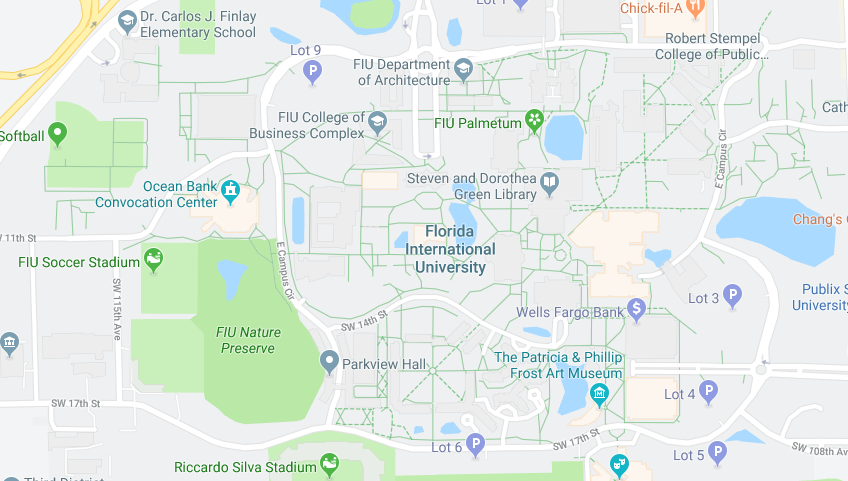 Lot 1
Chick-fil-A
Dr. Carlos J. Finlay
Elementary School
Robert Stempel
College of Public...
Lot 9
P
FIU Department
of Architecture
FIU College of
Business Complex
FIU Palmetum
Softball
Cath
E Campus Cir
Steven and Dorothea
Green Library
Ocean Bank
Convocation Center
Chang's
W 11th St
Florida
International
University
FIU Soccer Stadium
E Campus Cir
SW 115th Ave
Lot 3
P
Publix S
University
Wells Fargo Bank
$
SW 14th St
FIU Nature
Preserve
Parkview Hall
The Patricia & Phillip
Frost Art Museum
Lot 4
P
SW 17th St
SW 17th St
Lot 6
P
Lot 5
P
SW 108th Av
Riccardo Silva Stadium
Third District